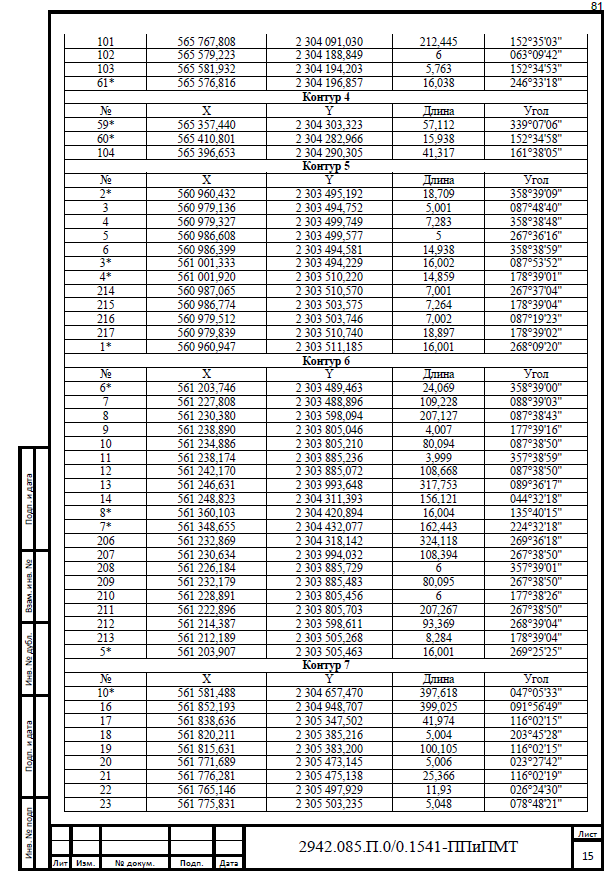 81
101 565 767,808 2 304 091,030 212,445 152°35'03"
102 565 579,223 2 304 188,849 6 063°09'42"
103 565 581,932 2 304 194,203 5,763 152°34'53"
61* 565 576,816 2 304 196,857 16,038 246°33'18"
Контур 4
№ X Y Длина Угол
59* 565 357,440 2 304 303,323 57,112 339°07'06"
60* 565 410,801 2 304 282,966 15,938 152°34'58"
104 565 396,653 2 304 290,305 41,317 161°38'05"
Контур 5
№ X Y Длина Угол
2* 560 960,432 2 303 495,192 18,709 358°39'09"
3 560 979,136 2 303 494,752 5,001 087°48'40"
4 560 979,327 2 303 499,749 7,283 358°38'48"
5 560 986,608 2 303 499,577 5 267°36'16"
6 560 986,399 2 303 494,581 14,938 358°38'59"
3* 561 001,333 2 303 494,229 16,002 087°53'52"
4* 561 001,920 2 303 510,220 14,859 178°39'01"
214 560 987,065 2 303 510,570 7,001 267°37'04"
215 560 986,774 2 303 503,575 7,264 178°39'04"
216 560 979,512 2 303 503,746 7,002 087°19'23"
217 560 979,839 2 303 510,740 18,897 178°39'02"
1* 560 960,947 2 303 511,185 16,001 268°09'20"
Контур 6
№ X Y Длина Угол
6* 561 203,746 2 303 489,463 24,069 358°39'00"
7 561 227,808 2 303 488,896 109,228 088°39'03"
8 561 230,380 2 303 598,094 207,127 087°38'43"
9 561 238,890 2 303 805,046 4,007 177°39'16"
10 561 234,886 2 303 805,210 80,094 087°38'50"
11 561 238,174 2 303 885,236 3,999 357°38'59"
12 561 242,170 2 303 885,072 108,668 087°38'50"
13 561 246,631 2 303 993,648 317,753 089°36'17"
14 561 248,823 2 304 311,393 156,121 044°32'18"
8* 561 360,103 2 304 420,894 16,004 135°40'15"
7* 561 348,655 2 304 432,077 162,443 224°32'18"
206 561 232,869 2 304 318,142 324,118 269°36'18"
207 561 230,634 2 303 994,032 108,394 267°38'50"
208 561 226,184 2 303 885,729 6 357°39'01"
209 561 232,179 2 303 885,483 80,095 267°38'50"
210 561 228,891 2 303 805,456 6 177°38'26"
211 561 222,896 2 303 805,703 207,267 267°38'50"
212 561 214,387 2 303 598,611 93,369 268°39'04"
213 561 212,189 2 303 505,268 8,284 178°39'04"
5* 561 203,907 2 303 505,463 16,001 269°25'25"
Контур 7
№ X Y Длина Угол
10* 561 581,488 2 304 657,470 397,618 047°05'33"
16 561 852,193 2 304 948,707 399,025 091°56'49"
17 561 838,636 2 305 347,502 41,974 116°02'15"
18 561 820,211 2 305 385,216 5,004 203°45'28"
19 561 815,631 2 305 383,200 100,105 116°02'15"
20 561 771,689 2 305 473,145 5,006 023°27'42"
21 561 776,281 2 305 475,138 25,366 116°02'19"
22 561 765,146 2 305 497,929 11,93 026°24'30"
23 561 775,831 2 305 503,235 5,048 078°48'21"
Подп. и дата
Взам. инв. №
Инв. № дубл.
Подп. и дата
Инв. № подп
Лит Изм. № докум. Подп. Дата
2942.085.П.0/0.1541-ППиПМТ
Лист
15